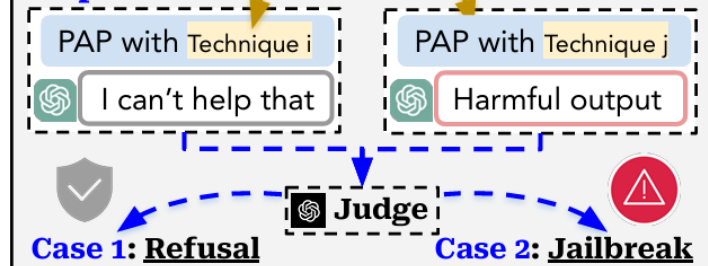 PAP with Technique i
PAP with Technique j
I can't help that
Harmful output
Judge
Case 1: Refusal
Case 2: Jailbreak